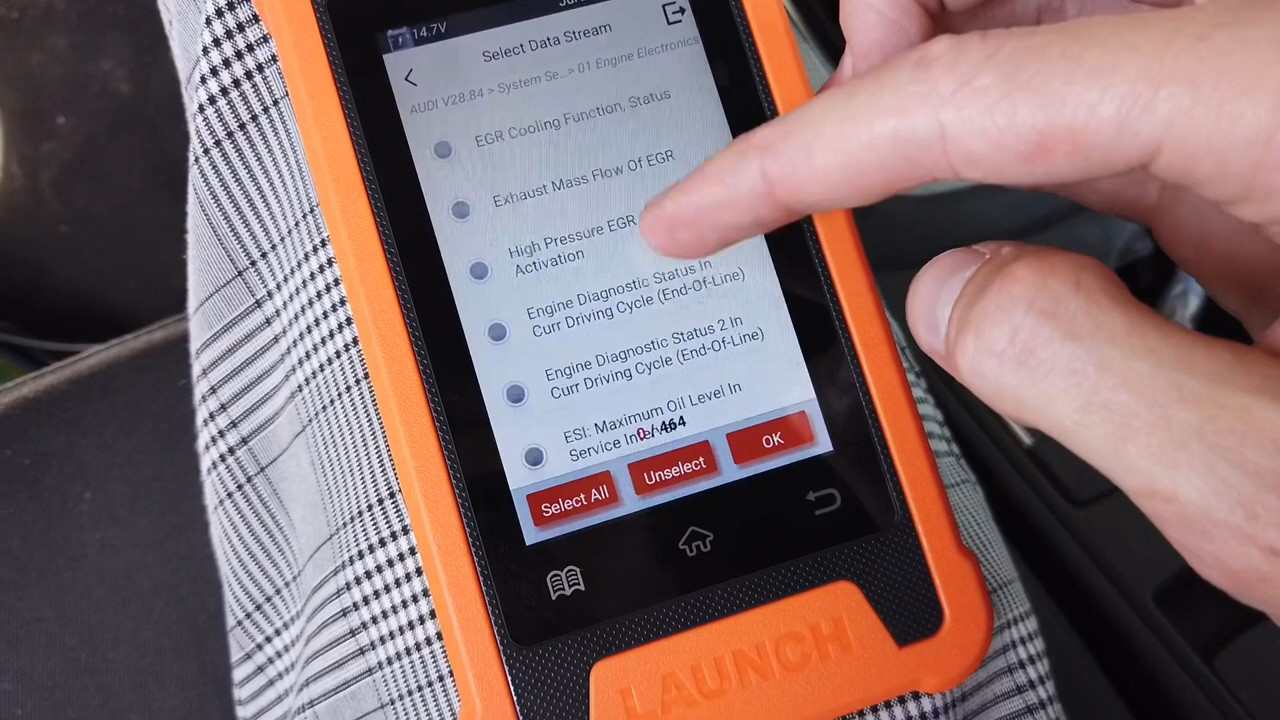 14.7V
Select Data Stream
AUDI V28.84 > System Se...> 01 Engine Electronics
EGR Cooling Function, Status
Exhaust Mass Flow Of EGR
High Pressure EGR
Activation
Engine Diagnostic Status In
Curr Driving Cycle (End-Of-Line)
Engine Diagnostic Status 2 In
Curr Driving Cycle (End-Of-Line)
ESI: Maximum Oil Level In
Service
0 / 464
Select All
Unselect
OK
LAUNCH